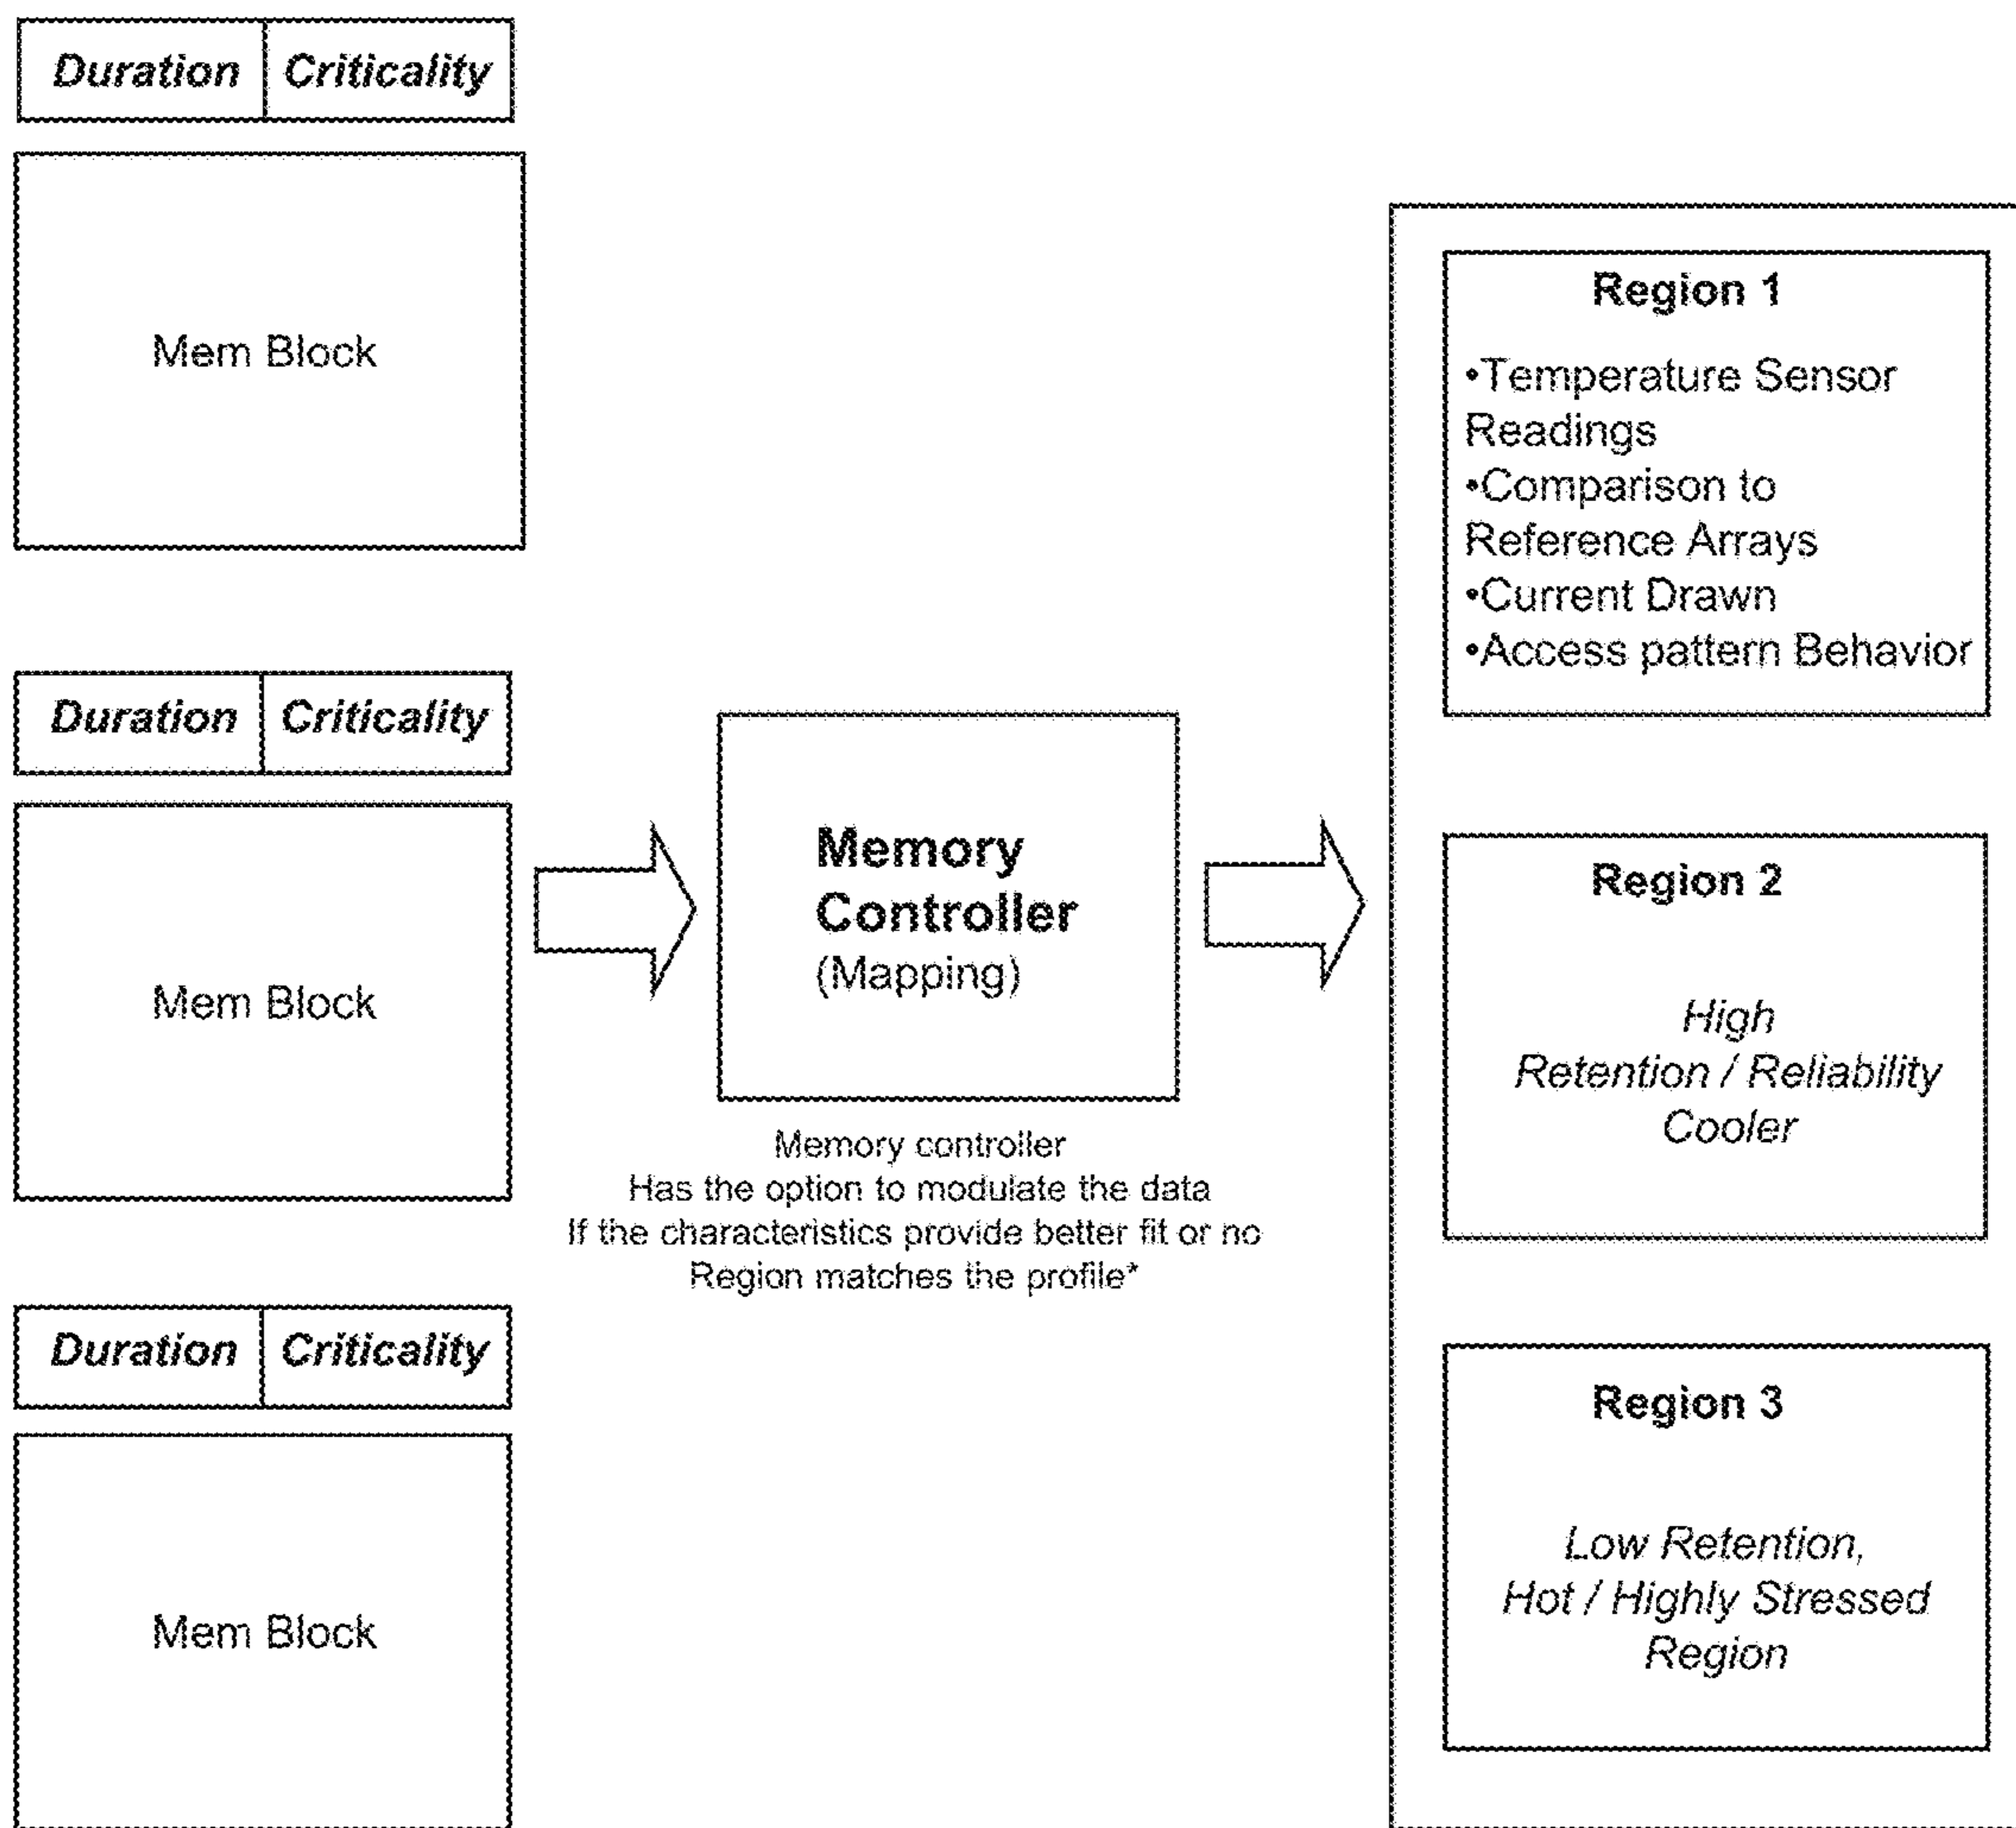 Duration Criticality
Mem Block
Duration Criticality
Mem Block
Duration Criticality
Mem Block
Memory
Controller
(Mapping)
Memory controller
Has the option to modulate the data
If the characteristics provide better fit or no
Region matches the profile*
Region 1
•Temperature Sensor
Readings
•Comparison to
Reference Arrays
•Current Drawn
•Access pattern Behavior
Region 2
High
Retention / Reliability
Cooler
Region 3
Low Retention,
Hot / Highly Stressed
Region